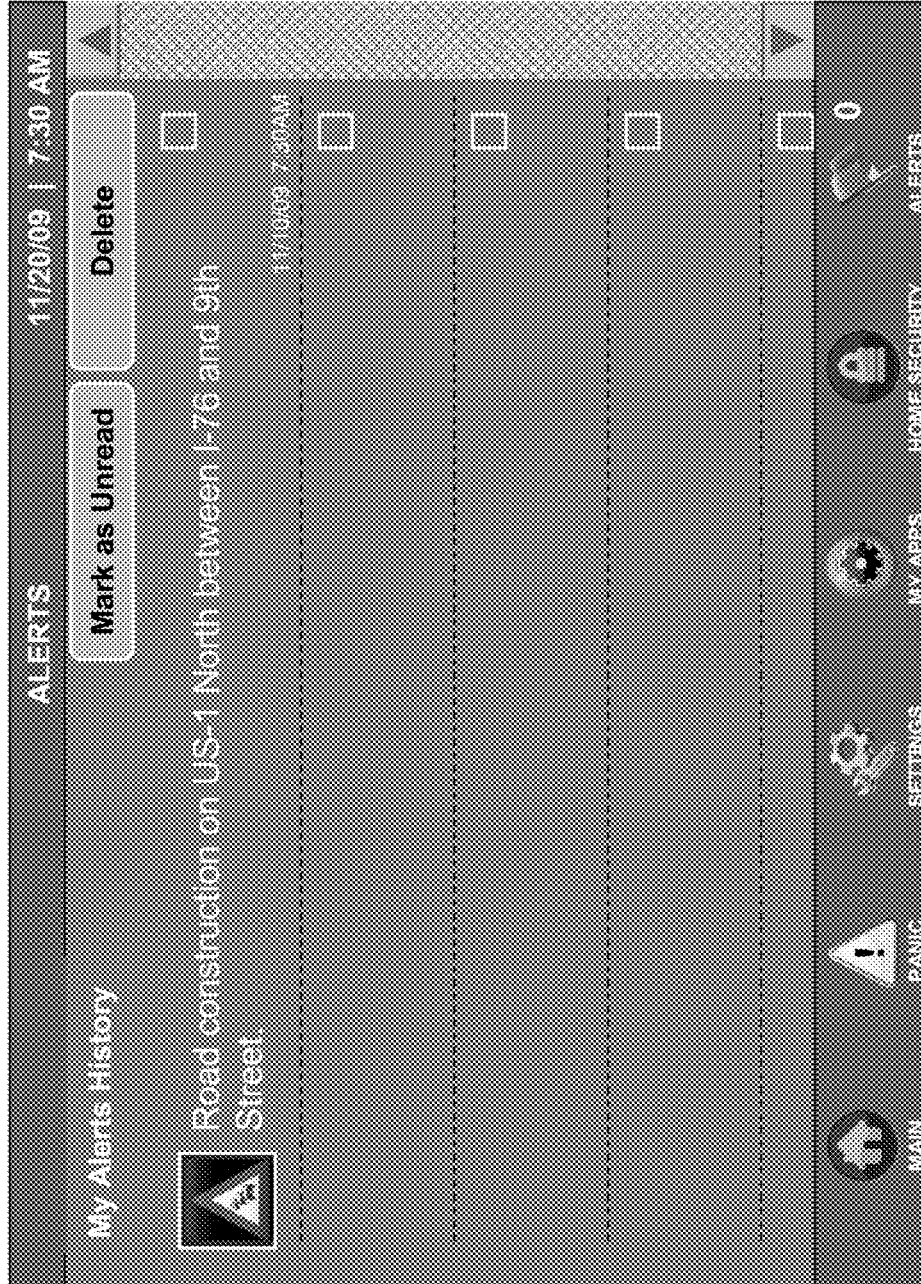 ALERTS 11/20/09 | 7:30 AM
My Alerts History Mark as Unread Delete
Road construction on US-1 North between I-76 and 9th
Street.
11/10/09 7:30AM
MAIN PANIC SETTINGS MY APPS HOME SECURITY ALERTS 0